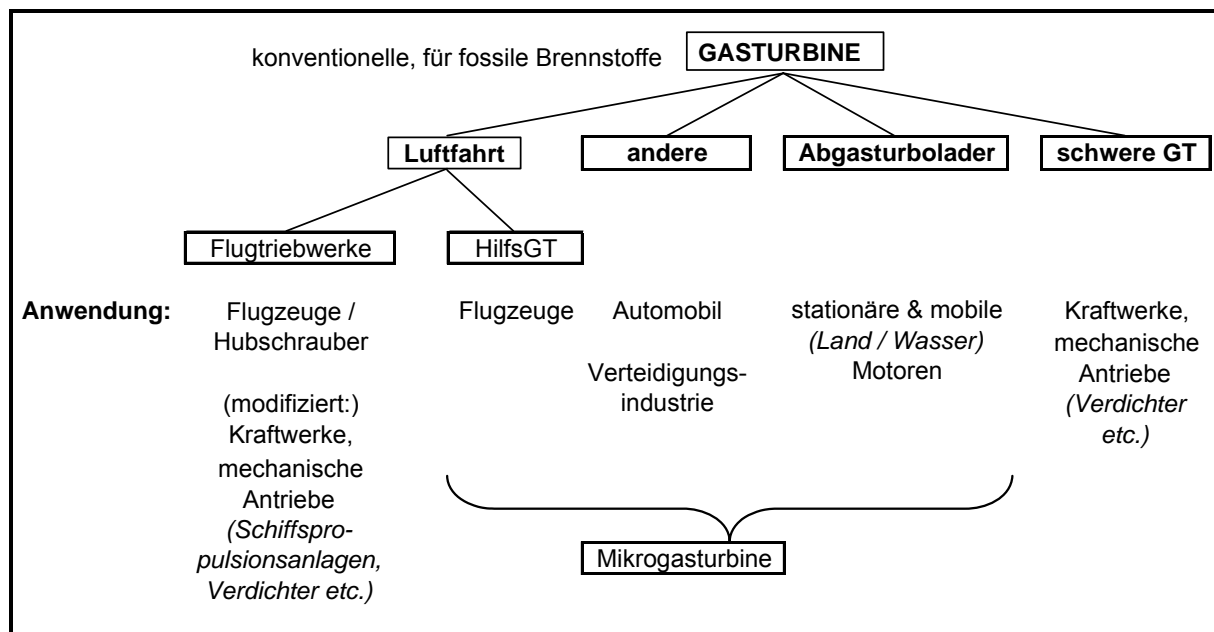 konventionelle, für fossile Brennstoffe GASTURBINE
Luftfahrt andere Abgasturbolader schwere GT
Flugtriebwerke HilfsGT
Anwendung:
Flugzeuge /
Hubschrauber
(modifiziert:)
Kraftwerke,
mechanische
Antriebe
(Schiffspro-
pulsionsanlagen,
Verdichter etc.)
Flugzeuge
Automobil
Verteidigungs-
industrie
stationäre & mobile
(Land / Wasser)
Motoren
Kraftwerke,
mechanische
Antriebe
(Verdichter
etc.)
Mikrogasturbine